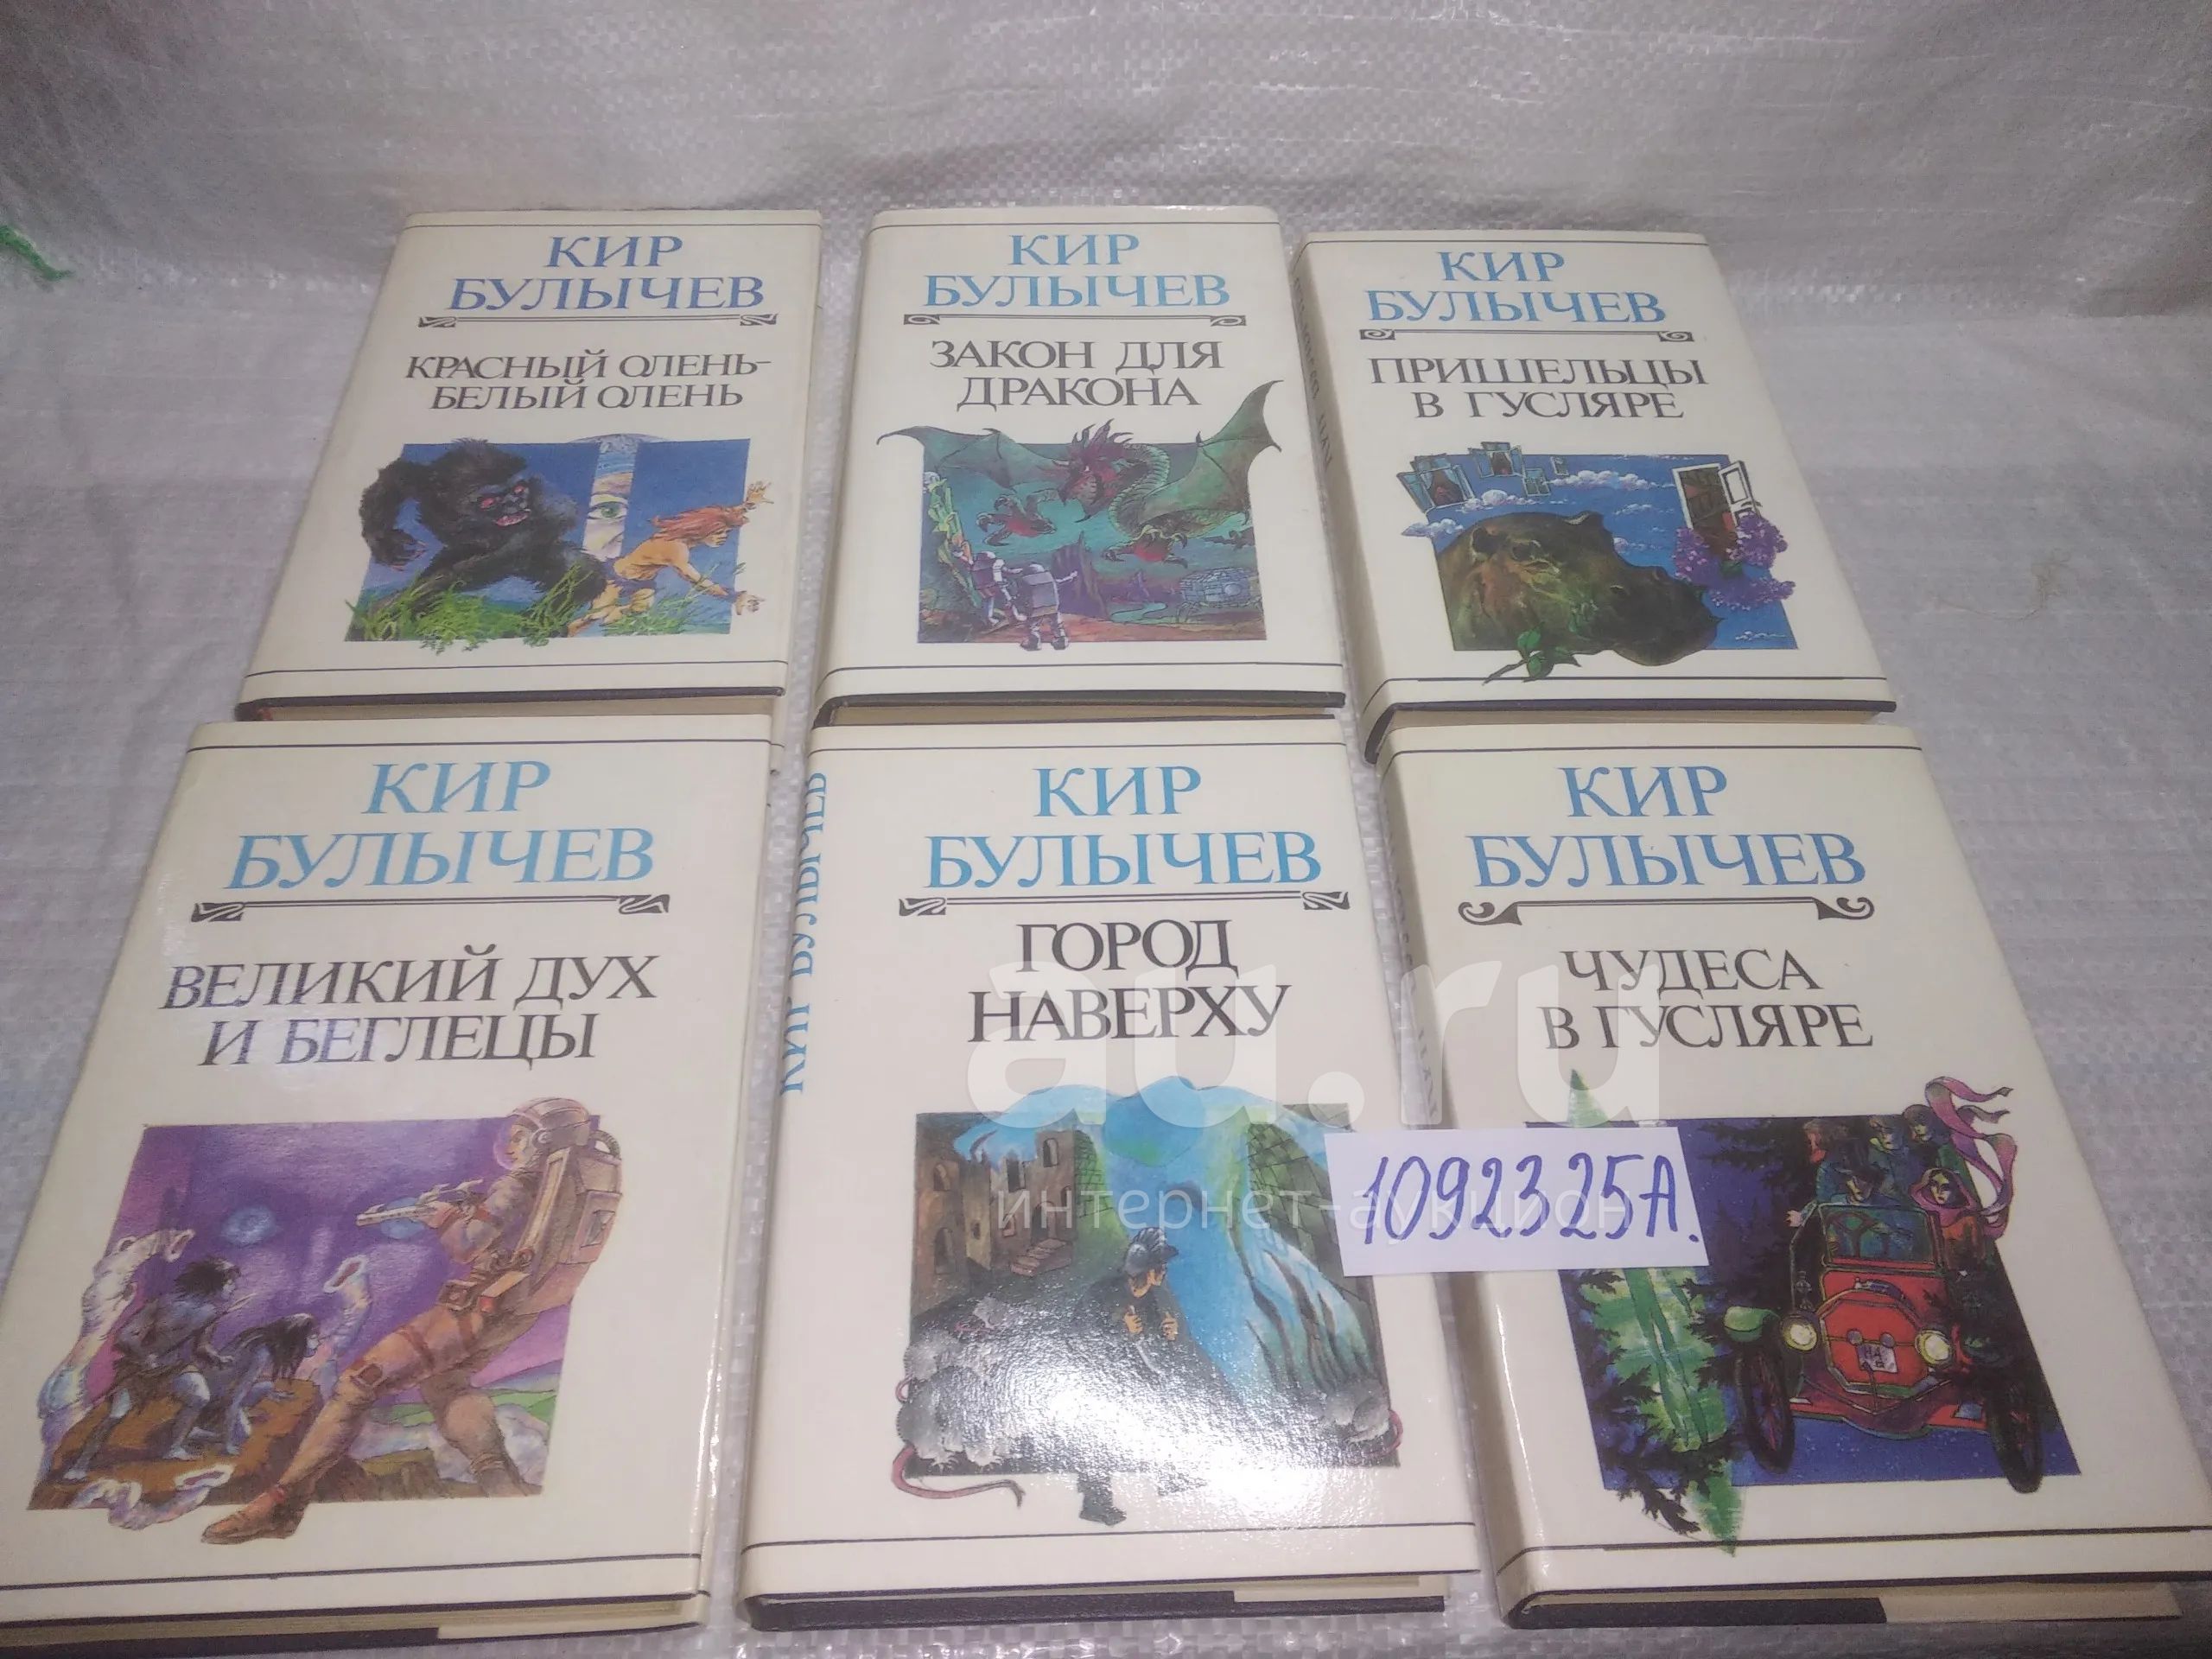 КИР
БУЛЫЧЕВ
КРАСНЫЙ ОЛЕНЬ-
БЕЛЫЙ ОЛЕНЬ
КИР
БУЛЫЧЕВ
ЗАКОН ДЛЯ
ДРАКОНА
КИР
БУЛЫЧЕВ
ПРИШЕЛЬЦЫ
В ГУСЛЯРЕ
КИР
БУЛЫЧЕВ
ВЕЛИКИЙ ДУХ
И БЕГЛЕЦЫ
КИР БУЛЫЧЕВ
КИР
БУЛЫЧЕВ
ГОРОД
НАВЕРХУ
КИР
БУЛЫЧЕВ
ЧУДЕСА
В ГУСЛЯРЕ
au.ru
интернет-аукцион
1092325А.